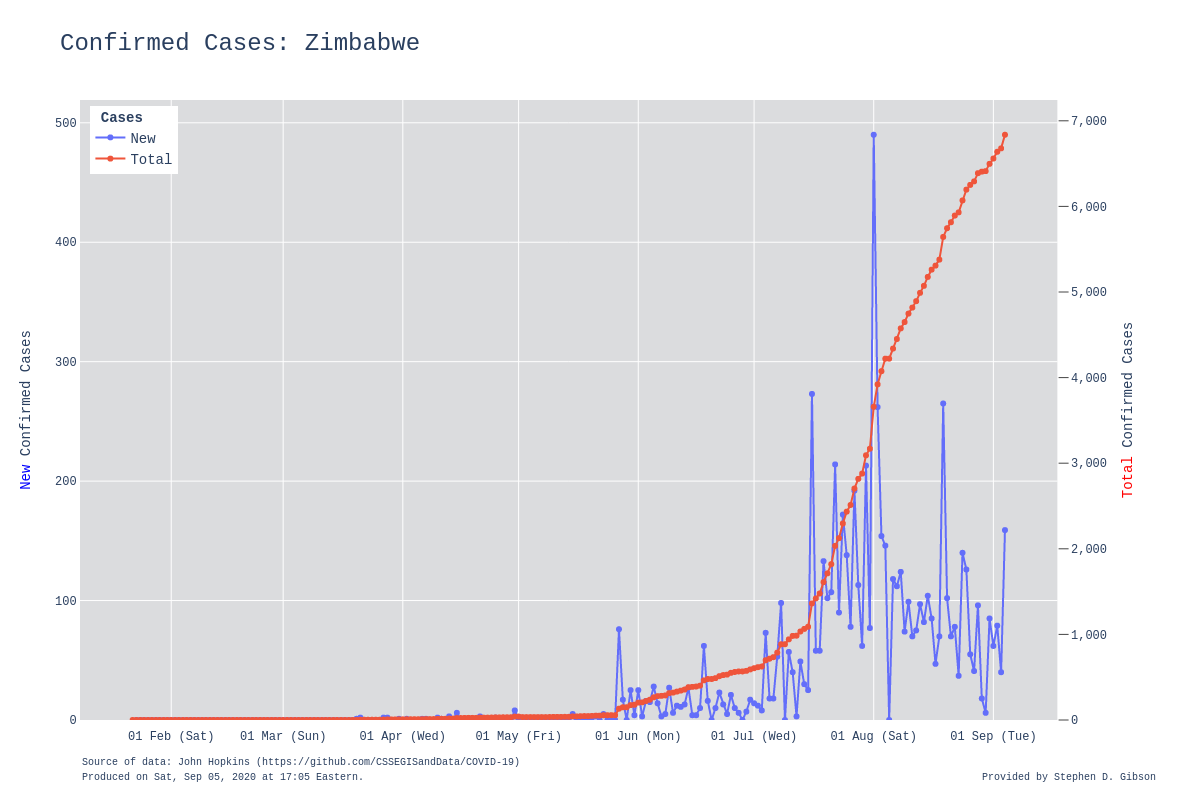 Confirmed Cases: Zimbabwe
Cases
New
Total
500
400
300
200
100
0
7,000
6,000
5,000
4,000
3,000
2,000
1,000
0
New Confirmed Cases
Total Confirmed Cases
01 Feb (Sat)
01 Mar (Sun)
01 Apr (Wed)
01 May (Fri)
01 Jun (Mon)
01 Jul (Wed)
01 Aug (Sat)
01 Sep (Tue)
Source of data: John Hopkins (https://github.com/CSSEGISandData/COVID-19)
Produced on Sat, Sep 05, 2020 at 17:05 Eastern.
Provided by Stephen D. Gibson